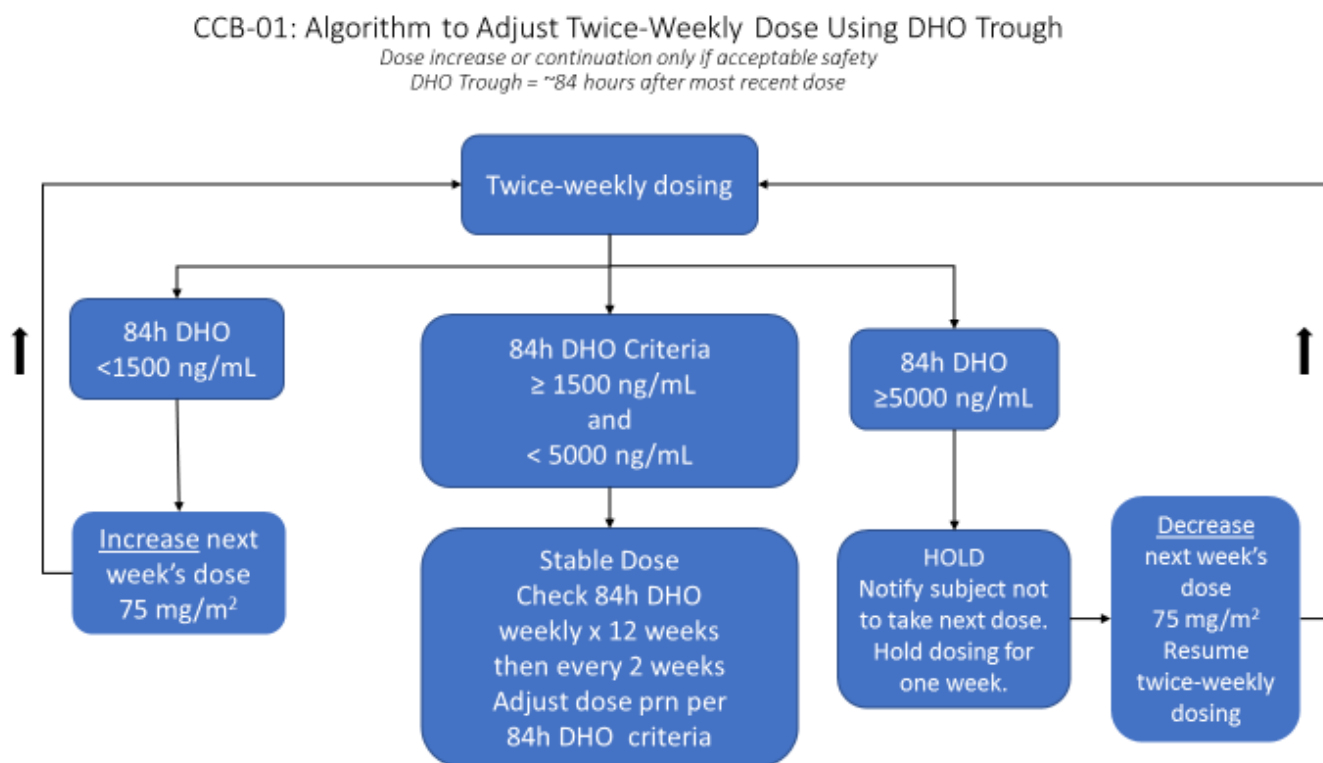 CCB-01: Algorithm to Adjust Twice-Weekly Dose Using DHO Trough
Dose increase or continuation only if acceptable safety
DHO Trough = ~84 hours after most recent dose
Twice-weekly dosing
84h DHO
<1500 ng/mL
84h DHO Criteria
≥ 1500 ng/mL
and
< 5000 ng/mL
84h DHO
≥5000 ng/mL
Increase next
week's dose
75 mg/m²
Stable Dose
Check 84h DHO
weekly x 12 weeks
then every 2 weeks
Adjust dose prn per
84h DHO criteria
HOLD
Notify subject not
to take next dose.
Hold dosing for
one week.
Decrease
next week's
dose
75 mg/m²
Resume
twice-weekly
dosing